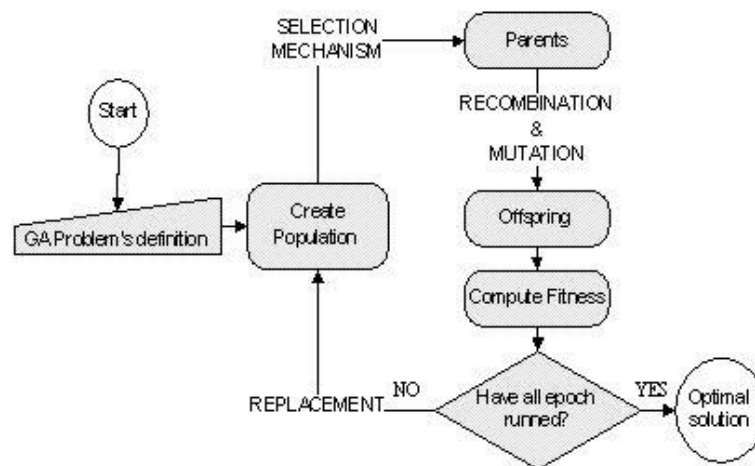 Start
GA Problem's definition
Create
Population
SELECTION
MECHANISM
Parents
RECOMBINATION
&
MUTATION
Offspring
Compute Fitness
Have all epoch
runned?
NO
REPLACEMENT
YES
Optimal
solution